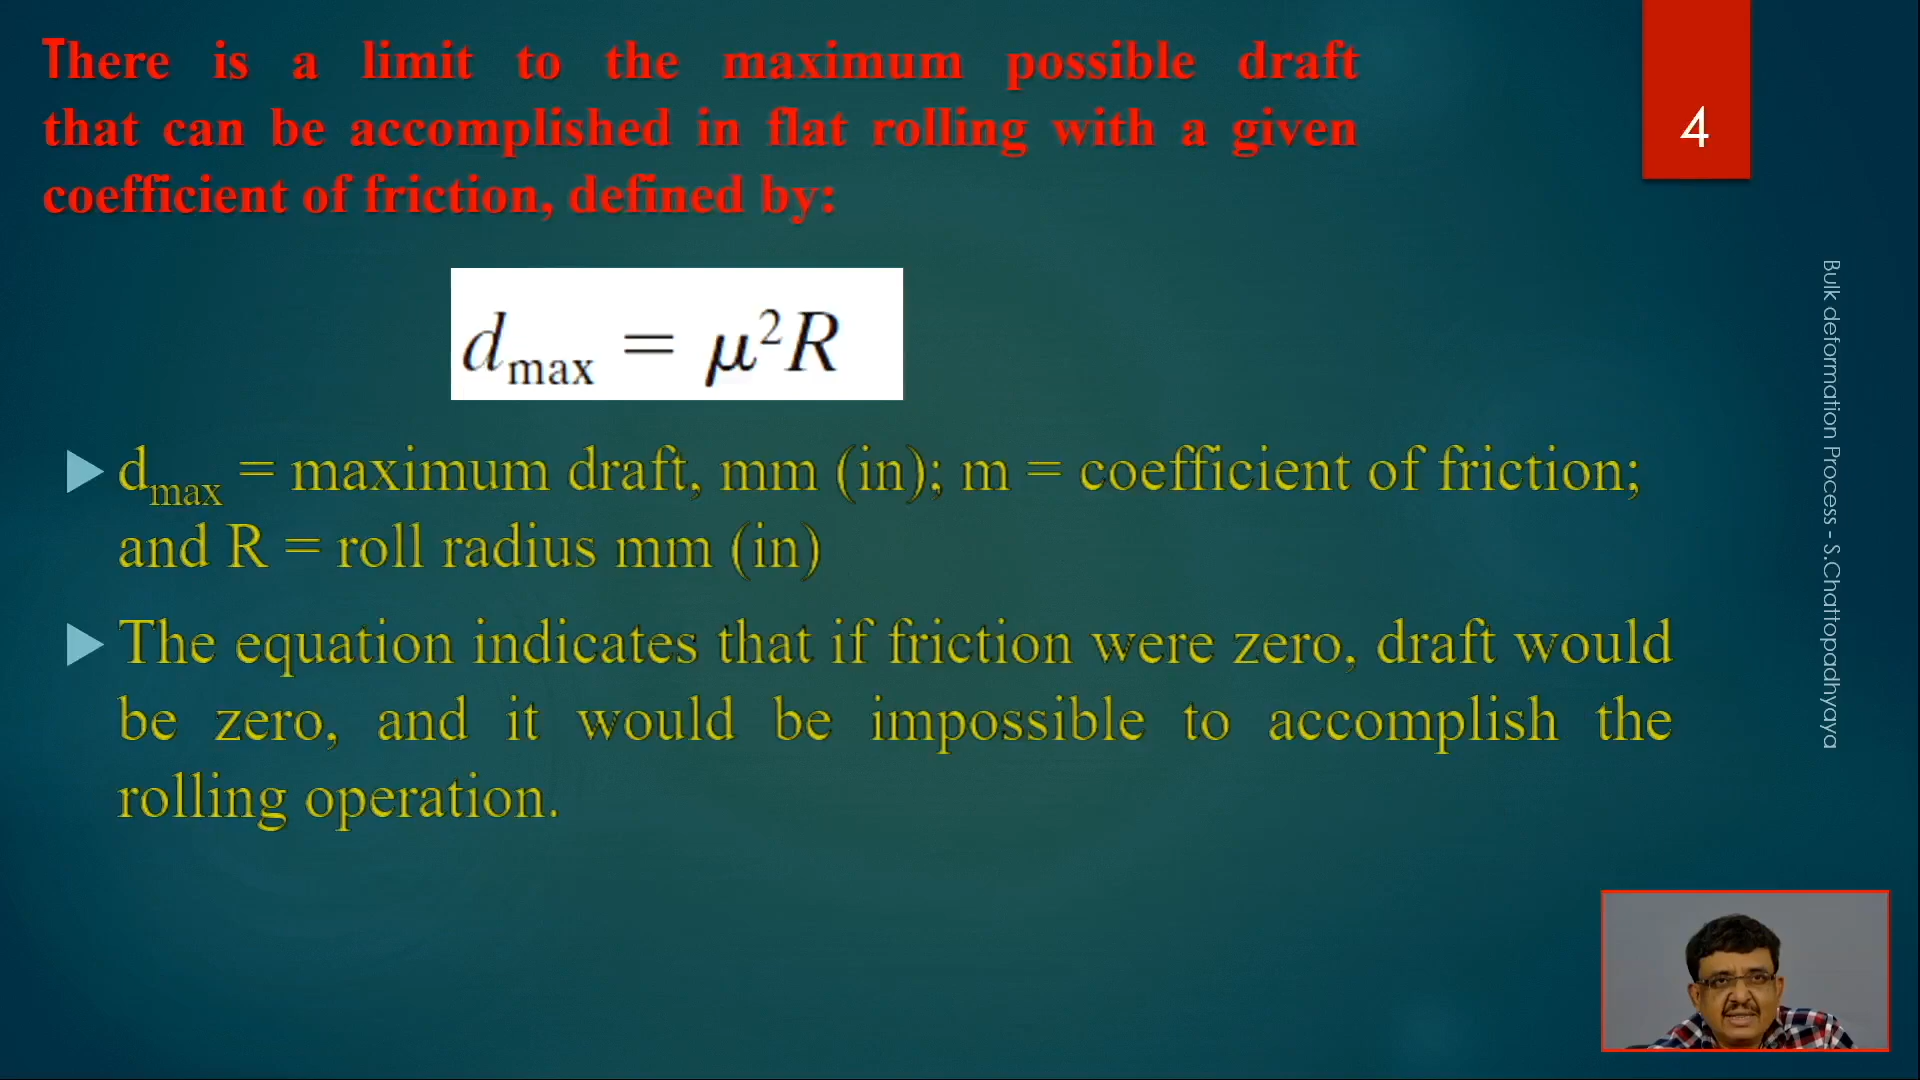 There is a limit to the maximum possible draft
that can be accomplished in flat rolling with a given
coefficient of friction, defined by:
4
d_max = μ²R
d_max = maximum draft, mm (in); m = coefficient of friction;
and R = roll radius mm (in)
The equation indicates that if friction were zero, draft would
be zero, and it would be impossible to accomplish the
rolling operation.
Bulk deformation Process - S.Chattopadhyaya